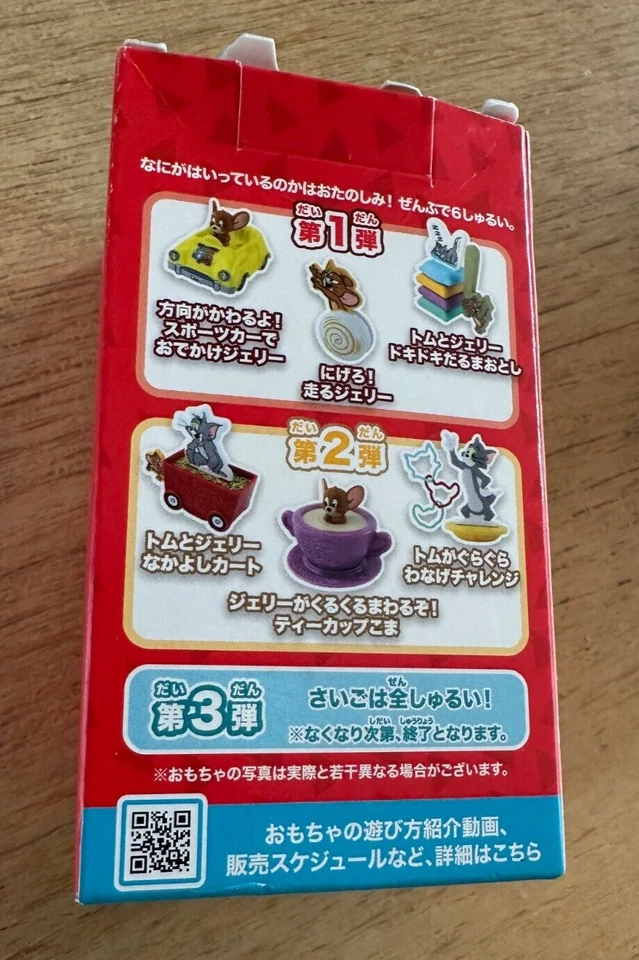 なにがはいっているのかはおたのしみ！ぜんぶで6しゅるい。
だい だん
第1弾
方向がかわるよ！
スポーツカーで
おでかけジェリー
にげろ！
走るジェリー
zzz
トムとジェリー
ドキドキだるまおとし
だい だん
第2弾
トムとジェリー
なかよしカート
ジェリーがくるくるまわるぞ！
ティーカップこま
トムがぐらぐら
わなげチャレンジ
だい だん
第3弾
ぜん
さいごは全しゅるい！
しだい しゅうりょう
※なくなり次第、終了となります。
※おもちゃの写真は実際と若干異なる場合がございます。
おもちゃの遊び方紹介動画、
販売スケジュールなど、詳細はこちら